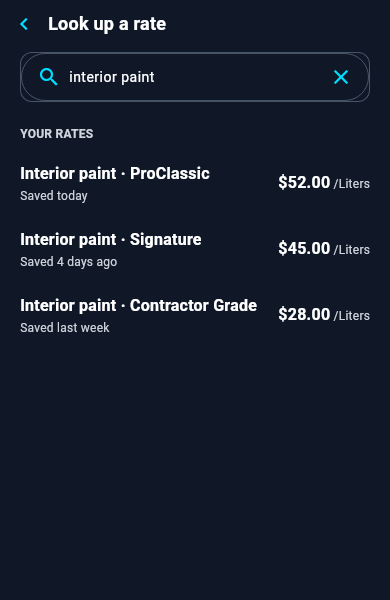 Look up a rate
interior paint
YOUR RATES
Interior paint · ProClassic
Saved today
$52.00 /Liters
Interior paint · Signature
Saved 4 days ago
$45.00 /Liters
Interior paint · Contractor Grade
Saved last week
$28.00 /Liters